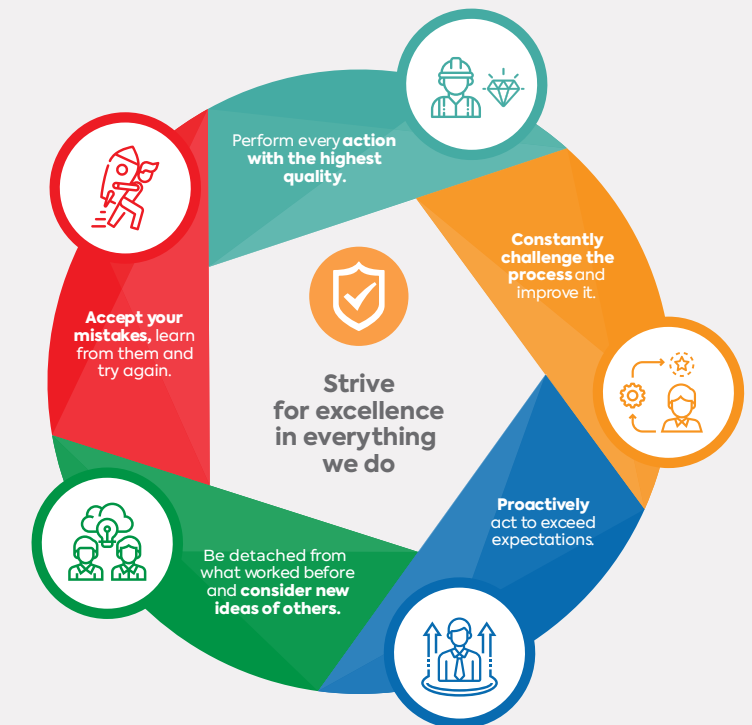 Perform every action
with the highest
quality.
Constantly
challenge the
process and
improve it.
Proactively
act to exceed
expectations.
Be detached from
what worked before
and consider new
ideas of others.
Accept your
mistakes, learn
from them and
try again.
Strive
for excellence
in everything
we do